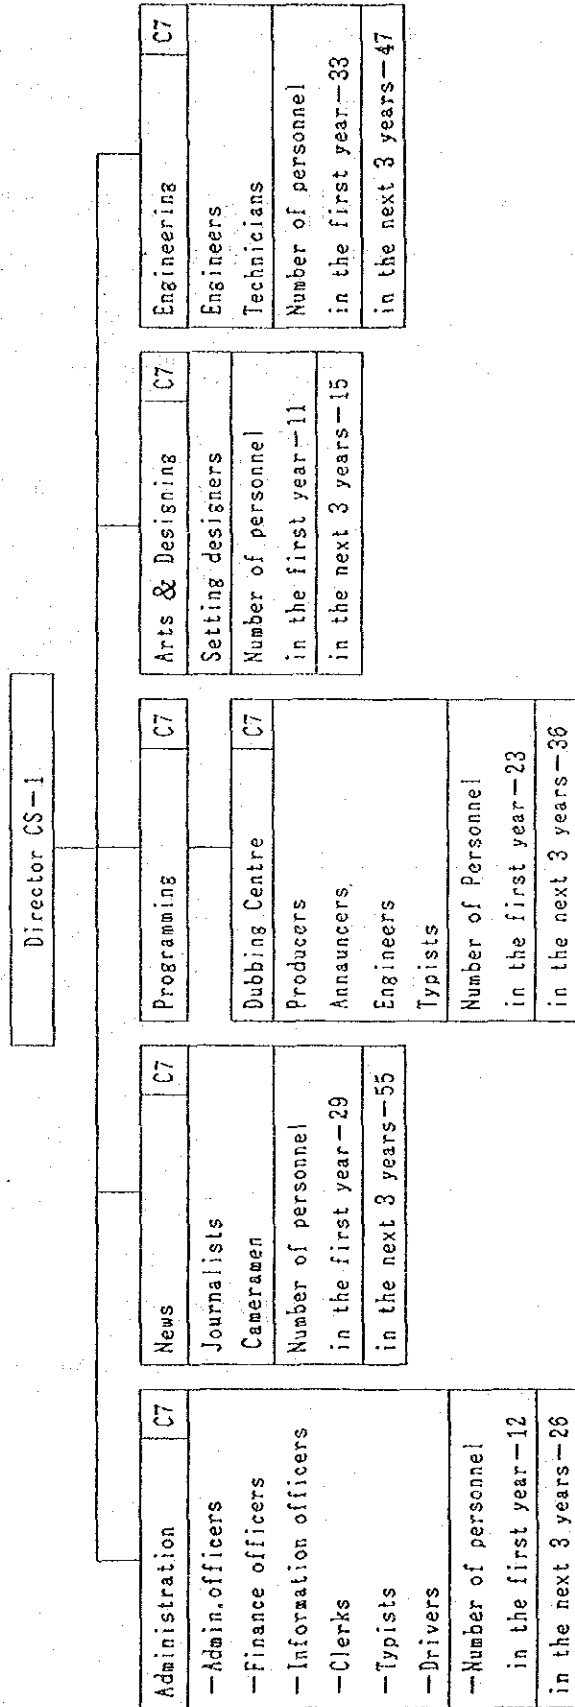 Director CS-1
Administration C7
-Admin.officers
-Finance officers
-Information officers
-Clerks
-Typists
-Drivers
-Number of personnel
in the first year-12
in the next 3 years-26
News C7
Journalists
Cameramen
Number of personnel
in the first year-29
in the next 3 years-55
Programming C7
Dubbing Centre C7
Producers
Annauncers,
Engineers
Typists
Number of Personnel
in the first year-23
in the next 3 years-36
Arts & Designing C7
Setting designers
Number of personnel
in the first year-11
in the next 3 years-15
Engineering C7
Engineers
Technicians
Number of personnel
in the first year-33
in the next 3 years-47